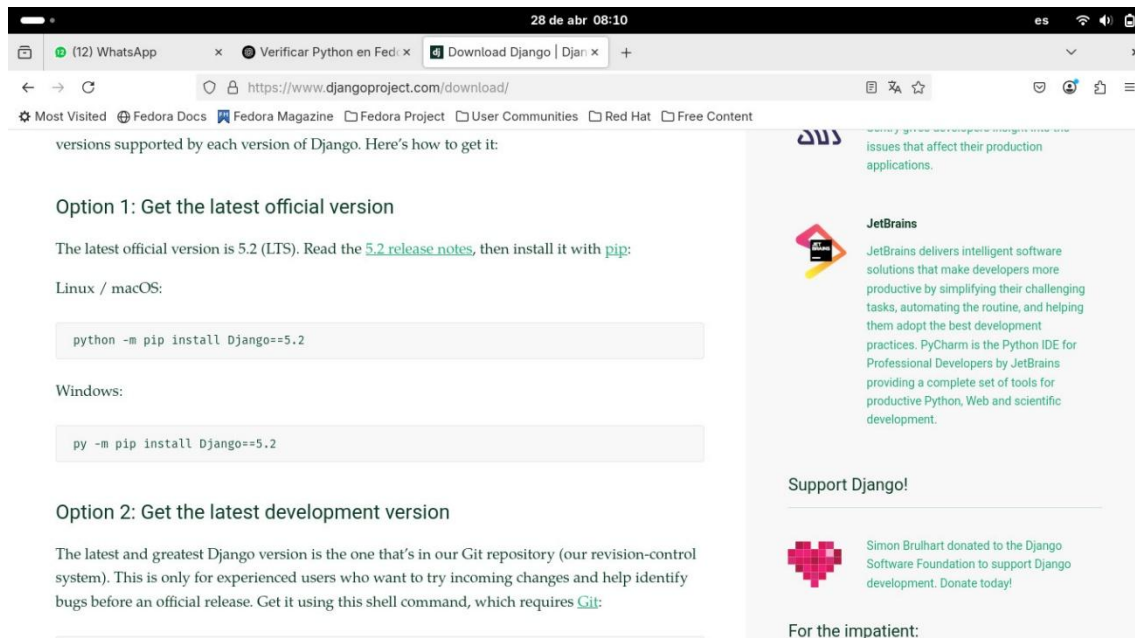 28 de abr 08:10
es
(12) WhatsApp
Verificar Python en Fedo
Download Django | Djan
https://www.djangoproject.com/download/
Most Visited
Fedora Docs
Fedora Magazine
Fedora Project
User Communities
Red Hat
Free Content
versions supported by each version of Django. Here's how to get it:
Option 1: Get the latest official version
The latest official version is 5.2 (LTS). Read the 5.2 release notes, then install it with pip:
Linux / macOS:
python -m pip install Django==5.2
Windows:
py -m pip install Django==5.2
Option 2: Get the latest development version
The latest and greatest Django version is the one that's in our Git repository (our revision-control
system). This is only for experienced users who want to try incoming changes and help identify
bugs before an official release. Get it using this shell command, which requires Git:
Sentry gives developers insight into the
issues that affect their production
applications.
JET
BRAINS
JetBrains
JetBrains delivers intelligent software
solutions that make developers more
productive by simplifying their challenging
tasks, automating the routine, and helping
them adopt the best development
practices. PyCharm is the Python IDE for
Professional Developers by JetBrains
providing a complete set of tools for
productive Python, Web and scientific
development.
Support Django!
Simon Brulhart donated to the Django
Software Foundation to support Django
development. Donate today!
For the impatient: